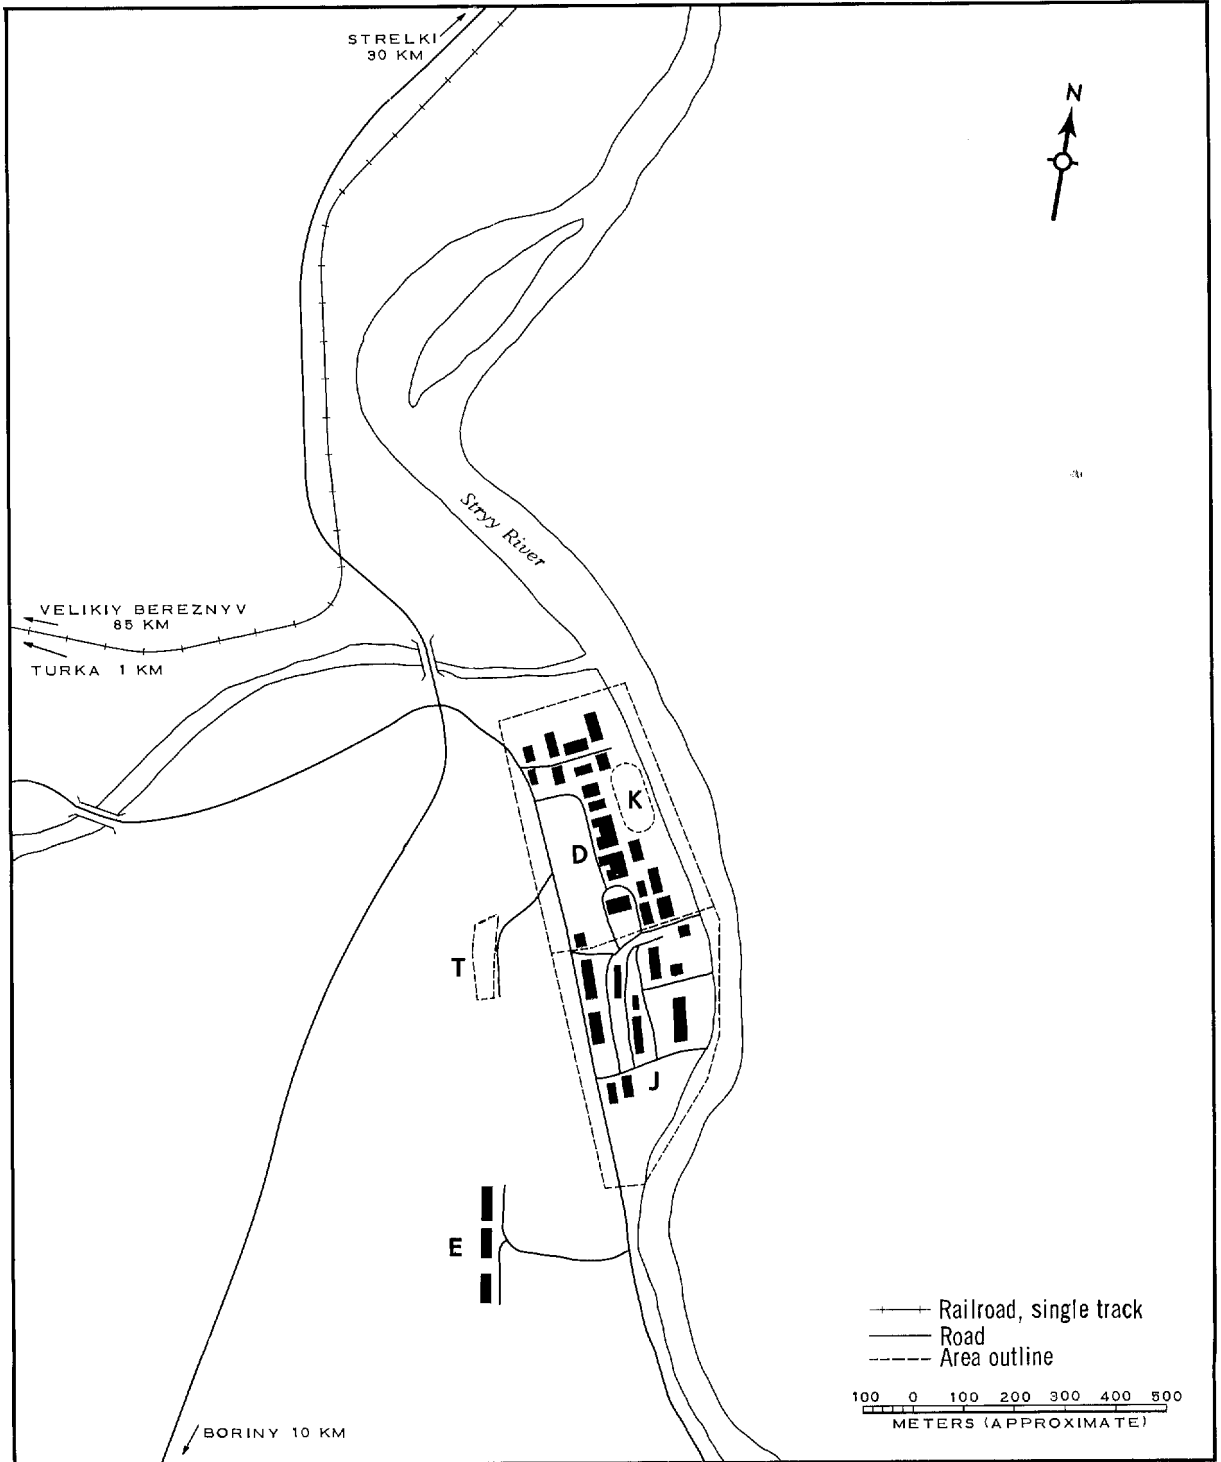 STRELKI
30 KM
N
Stryy River
VELIKIY BEREZNYV
85 KM
TURKA 1 KM
K
D
T
J
E
Railroad, single track
Road
Area outline
100 0 100 200 300 400 500
METERS (APPROXIMATE)
BORINY 10 KM